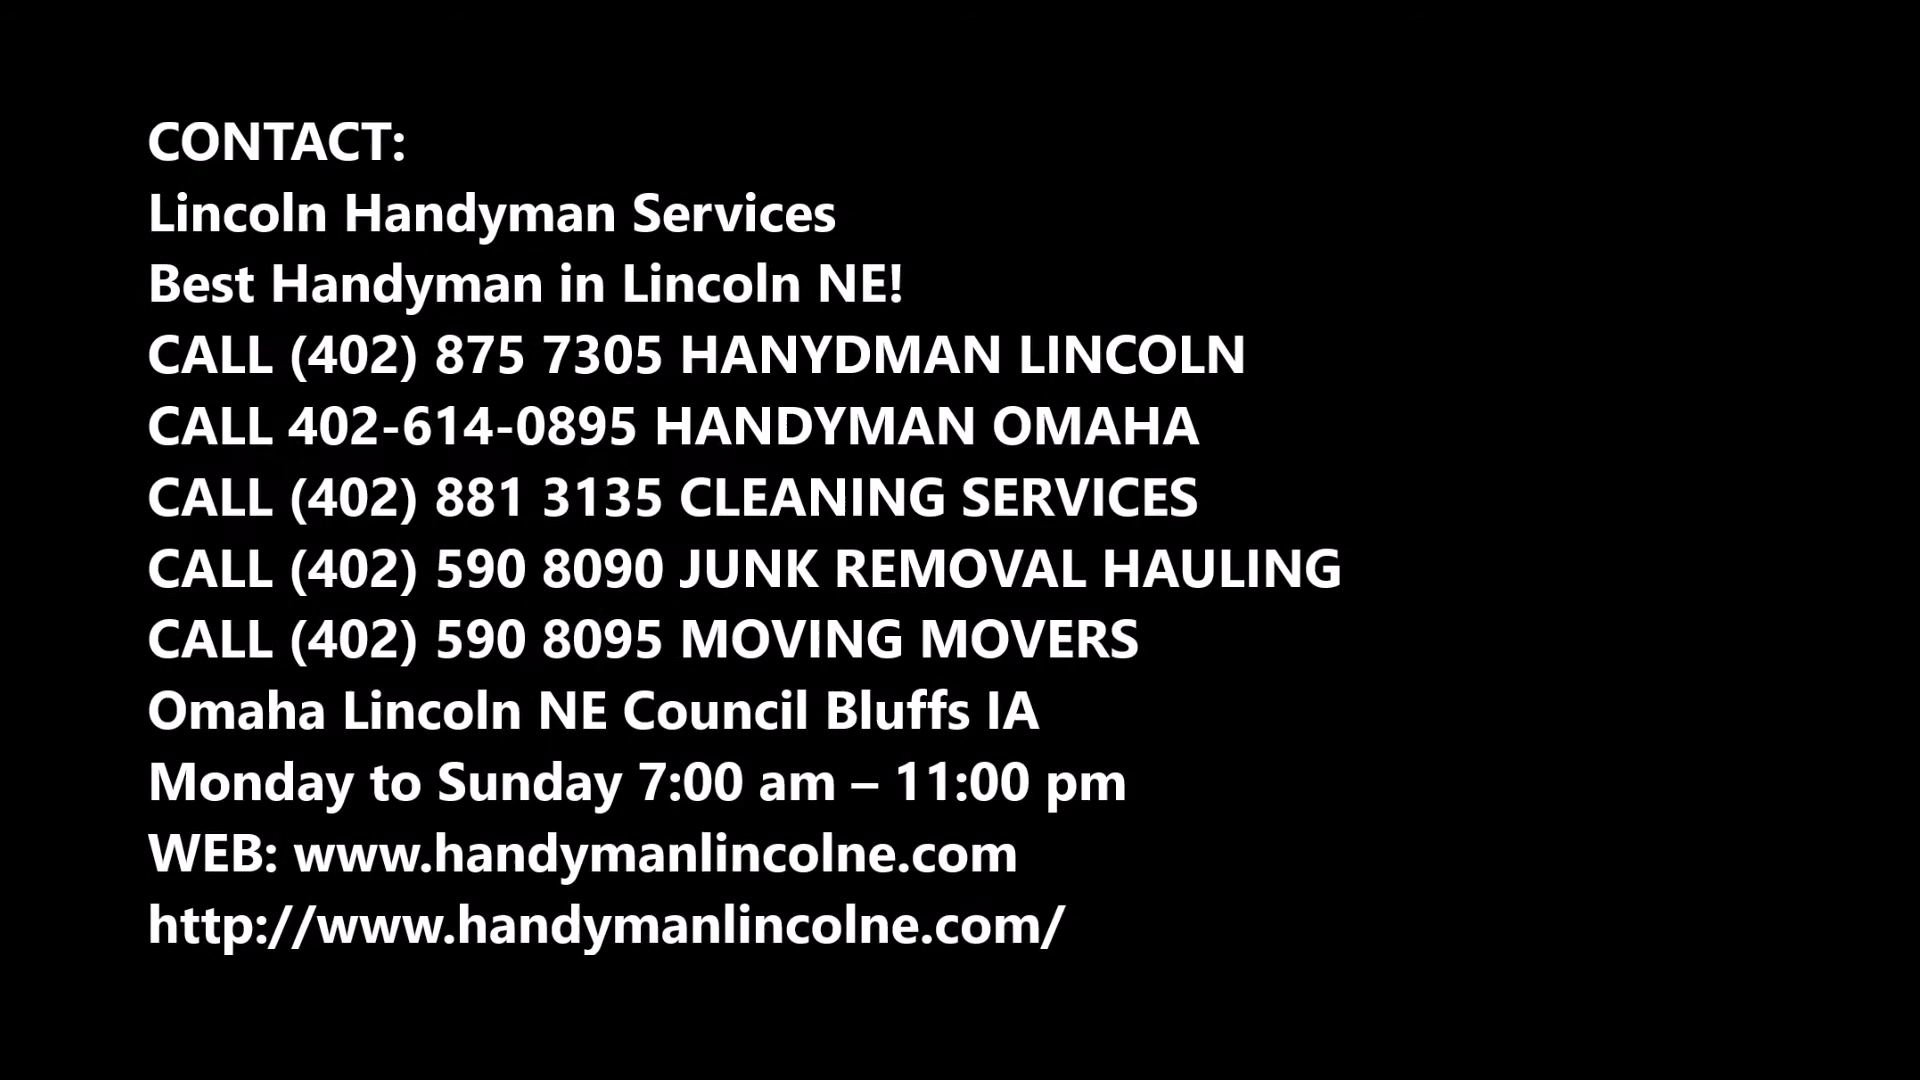 CONTACT:
Lincoln Handyman Services
Best Handyman in Lincoln NE!
CALL (402) 875 7305 HANYDMAN LINCOLN
CALL 402-614-0895 HANDYMAN OMAHA
CALL (402) 881 3135 CLEANING SERVICES
CALL (402) 590 8090 JUNK REMOVAL HAULING
CALL (402) 590 8095 MOVING MOVERS
Omaha Lincoln NE Council Bluffs IA
Monday to Sunday 7:00 am – 11:00 pm
WEB: www.handymanlincolne.com
http://www.handymanlincolne.com/